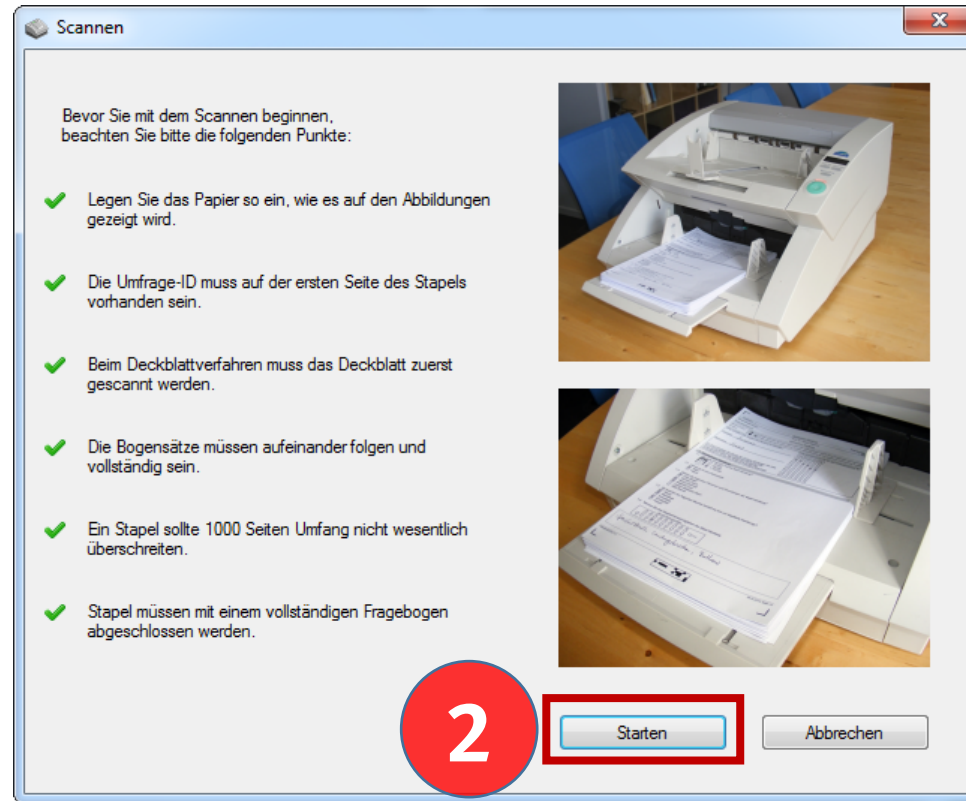 Scannen
Bevor Sie mit dem Scannen beginnen,
beachten Sie bitte die folgenden Punkte:
Legen Sie das Papier so ein, wie es auf den Abbildungen
gezeigt wird.
Die Umfrage-ID muss auf der ersten Seite des Stapels
vorhanden sein.
Beim Deckblattverfahren muss das Deckblatt zuerst
gescannt werden.
Die Bogensätze müssen aufeinander folgen und
vollständig sein.
Ein Stapel sollte 1000 Seiten Umfang nicht wesentlich
überschreiten.
Stapel müssen mit einem vollständigen Fragebogen
abgeschlossen werden.
2
Starten
Abbrechen